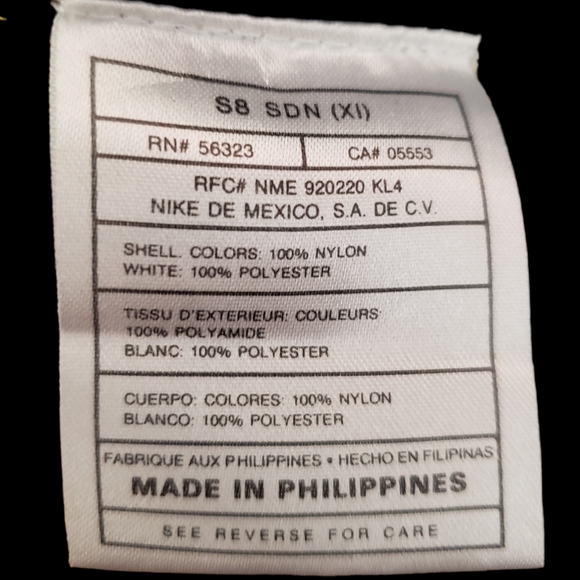 S8 SDN (XI)
RN# 56323 CA# 05553
RFC# NME 920220 KL4
NIKE DE MEXICO, S.A. DE C.V.
SHELL. COLORS: 100% NYLON
WHITE: 100% POLYESTER
TISSU D'EXTERIEUR: COULEURS:
100% POLYAMIDE
BLANC: 100% POLYESTER
CUERPO: COLORES: 100% NYLON
BLANCO: 100% POLYESTER
FABRIQUE AUX PHILIPPINES • HECHO EN FILIPINAS
MADE IN PHILIPPINES
SEE REVERSE FOR CARE